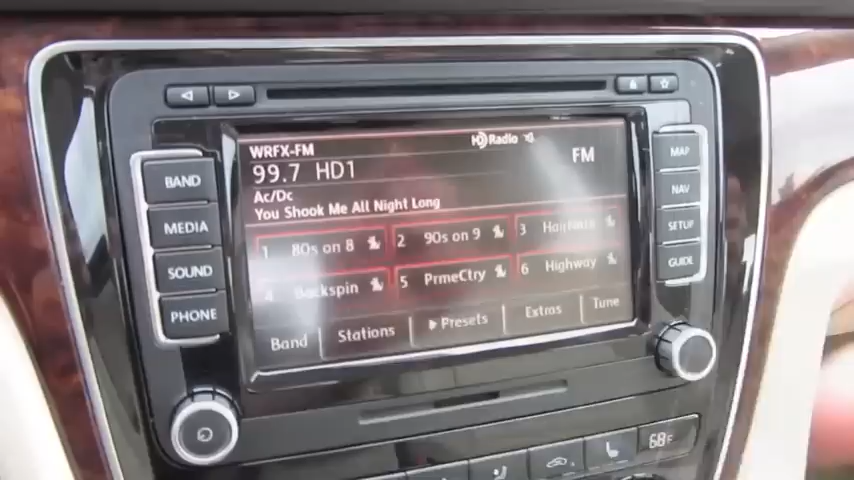 WRFX-FM
HD Radio
99.7 HD1
FM
Ac/Dc
You Shook Me All Night Long
1 80s on 8
2 90s on 9
3
4 Backspin
5 PrmeCtry
6 Highway
Band
Stations
Presets
Extras
Tune
BAND
MEDIA
SOUND
PHONE
MAP
NAV
SETUP
GUIDE
68°F